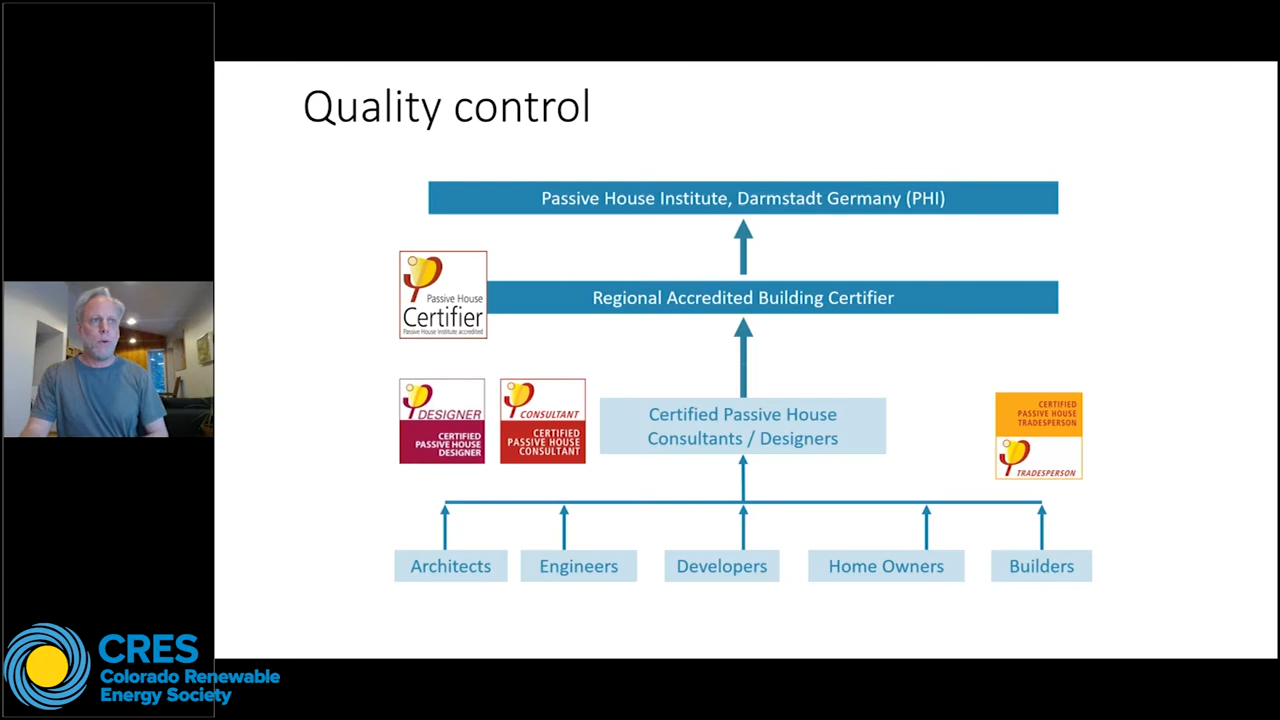 Quality control
Passive House Institute, Darmstadt Germany (PHI)
Passive House
Certifier
Passive House Institute accredited
Regional Accredited Building Certifier
DESIGNER
CERTIFIED
PASSIVE HOUSE
DESIGNER
CONSULTANT
CERTIFIED
PASSIVE HOUSE
CONSULTANT
Certified Passive House
Consultants / Designers
CERTIFIED
PASSIVE HOUSE
TRADESPERSON
TRADESPERSON
Architects
Engineers
Developers
Home Owners
Builders
CRES
Colorado Renewable
Energy Society